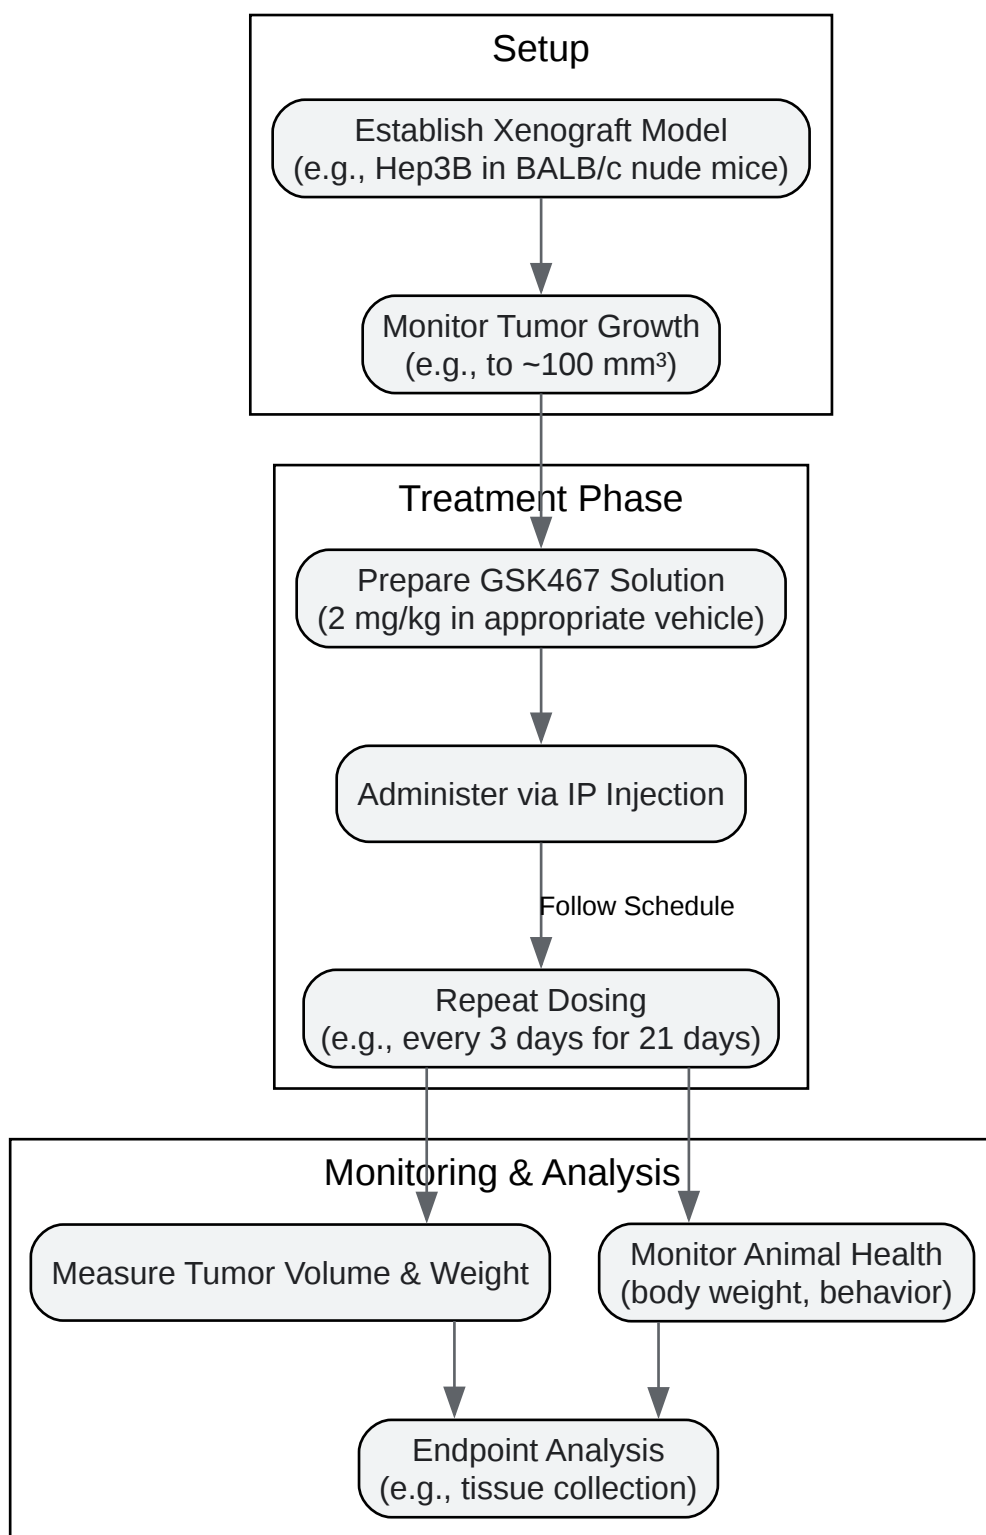 Setup
Establish Xenograft Model
(e.g., Hep3B in BALB/c nude mice)
Monitor Tumor Growth
(e.g., to ~100 mm³)
Treatment Phase
Prepare GSK467 Solution
(2 mg/kg in appropriate vehicle)
Administer via IP Injection
Follow Schedule
Repeat Dosing
(e.g., every 3 days for 21 days)
Monitoring & Analysis
Measure Tumor Volume & Weight
Monitor Animal Health
(body weight, behavior)
Endpoint Analysis
(e.g., tissue collection)